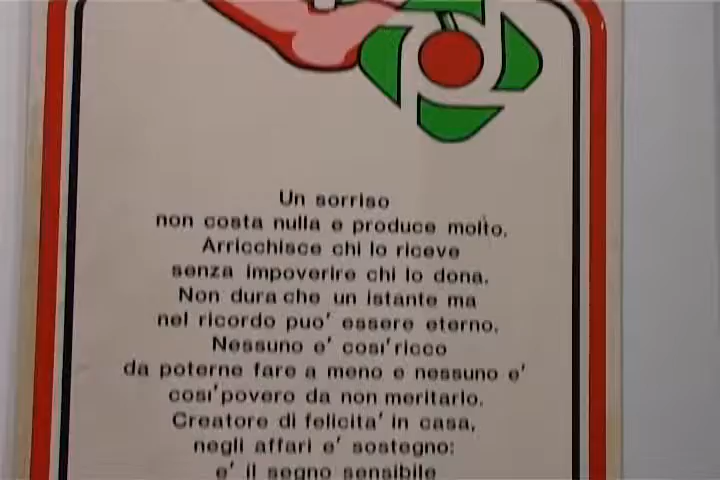 Un sorriso
non costa nulla e produce molto.
Arricchisce chi lo riceve
senza impoverire chi lo dona.
Non dura che un istante ma
nel ricordo puo' essere eterno.
Nessuno e' cosi' ricco
da poterne fare a meno e nessuno e'
cosi' povero da non meritarlo.
Creatore di felicita' in casa,
negli affari e' sostegno:
e' il segno sensibile